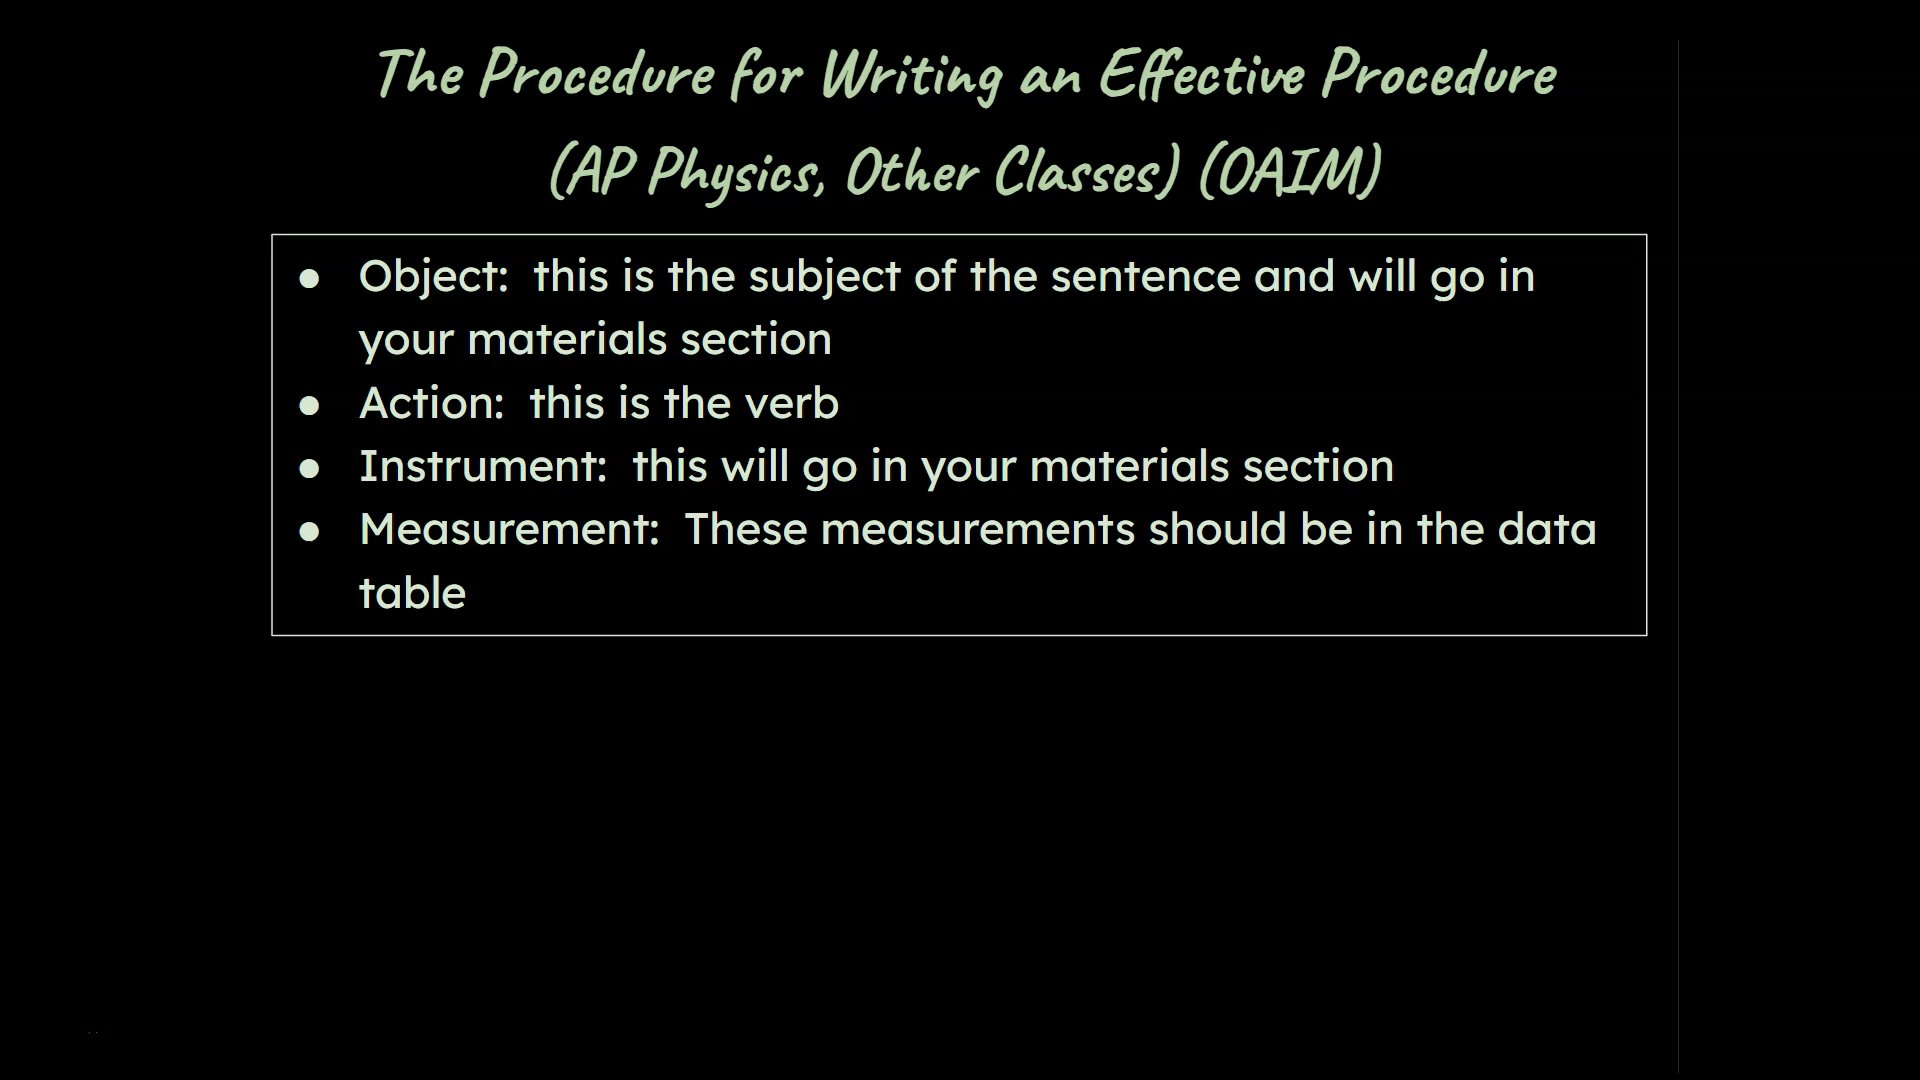 The Procedure for Writing an Effective Procedure
(AP Physics, Other Classes) (OAIM)
● Object:  this is the subject of the sentence and will go in
your materials section
● Action:  this is the verb
● Instrument:  this will go in your materials section
● Measurement:  These measurements should be in the data
table